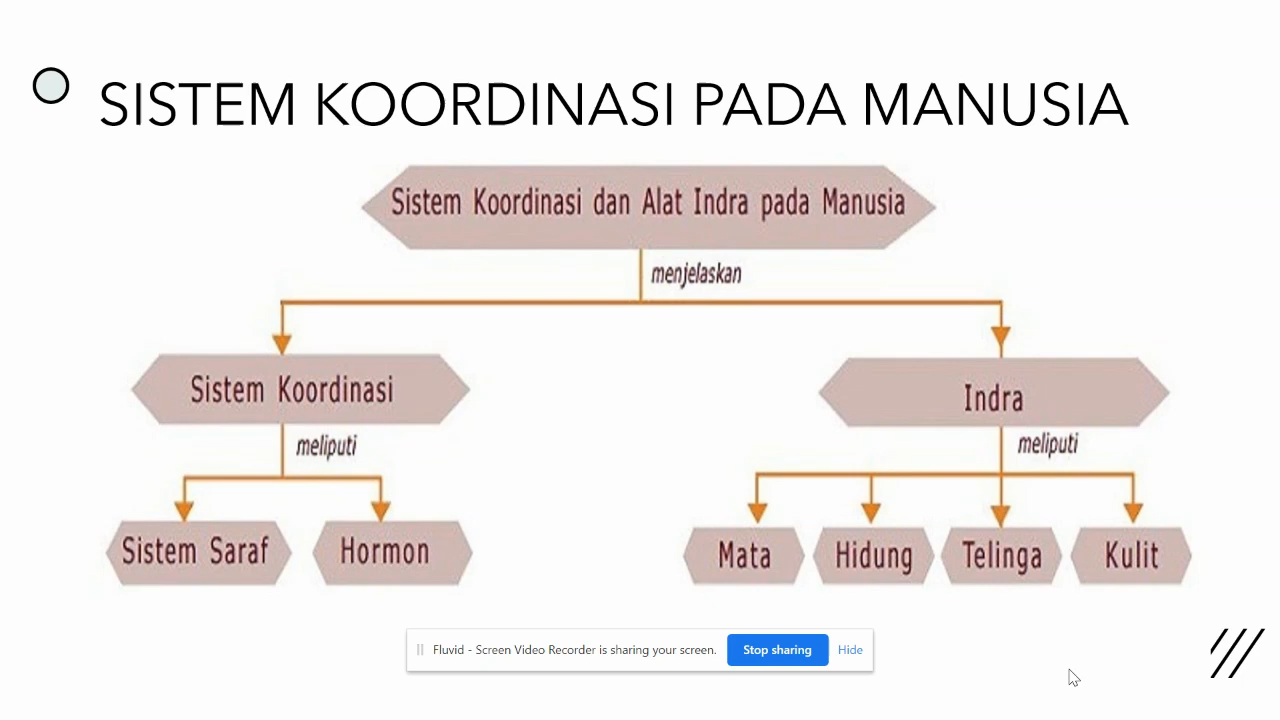 SISTEM KOORDINASI PADA MANUSIA
Sistem Koordinasi dan Alat Indra pada Manusia
menjelaskan
Sistem Koordinasi
Indra
meliputi
meliputi
Sistem Saraf
Hormon
Mata
Hidung
Telinga
Kulit
Fluvid - Screen Video Recorder is sharing your screen.
Stop sharing
Hide